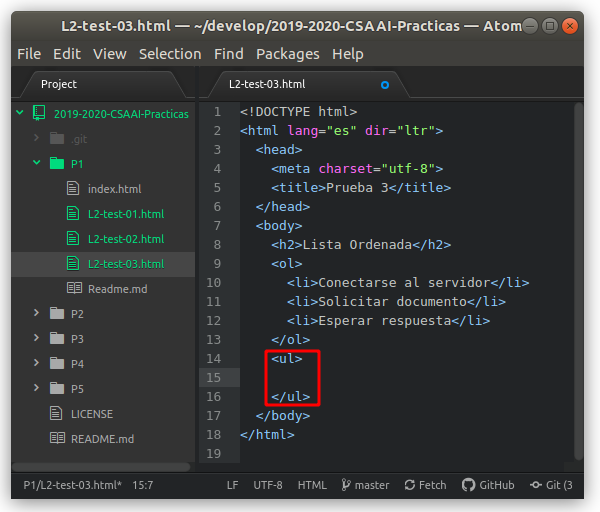 L2-test-03.html — ~/develop/2019-2020-CSAAI-Practicas — Atom
File Edit View Selection Find Packages Help
Project
L2-test-03.html
2019-2020-CSAAI-Practicas
.git
P1
index.html
L2-test-01.html
L2-test-02.html
L2-test-03.html
Readme.md
P2
P3
P4
P5
LICENSE
README.md
1 <!DOCTYPE html>
2 <html lang="es" dir="ltr">
3 <head>
4 <meta charset="utf-8">
5 <title>Prueba 3</title>
6 </head>
7 <body>
8 <h2>Lista Ordenada</h2>
9 <ol>
10 <li>Conectarse al servidor</li>
11 <li>Solicitar documento</li>
12 <li>Esperar respuesta</li>
13 </ol>
14 <ul>
15
16 </ul>
17 </body>
18 </html>
19
P1/L2-test-03.html* 15:7 LF UTF-8 HTML master Fetch GitHub Git (3